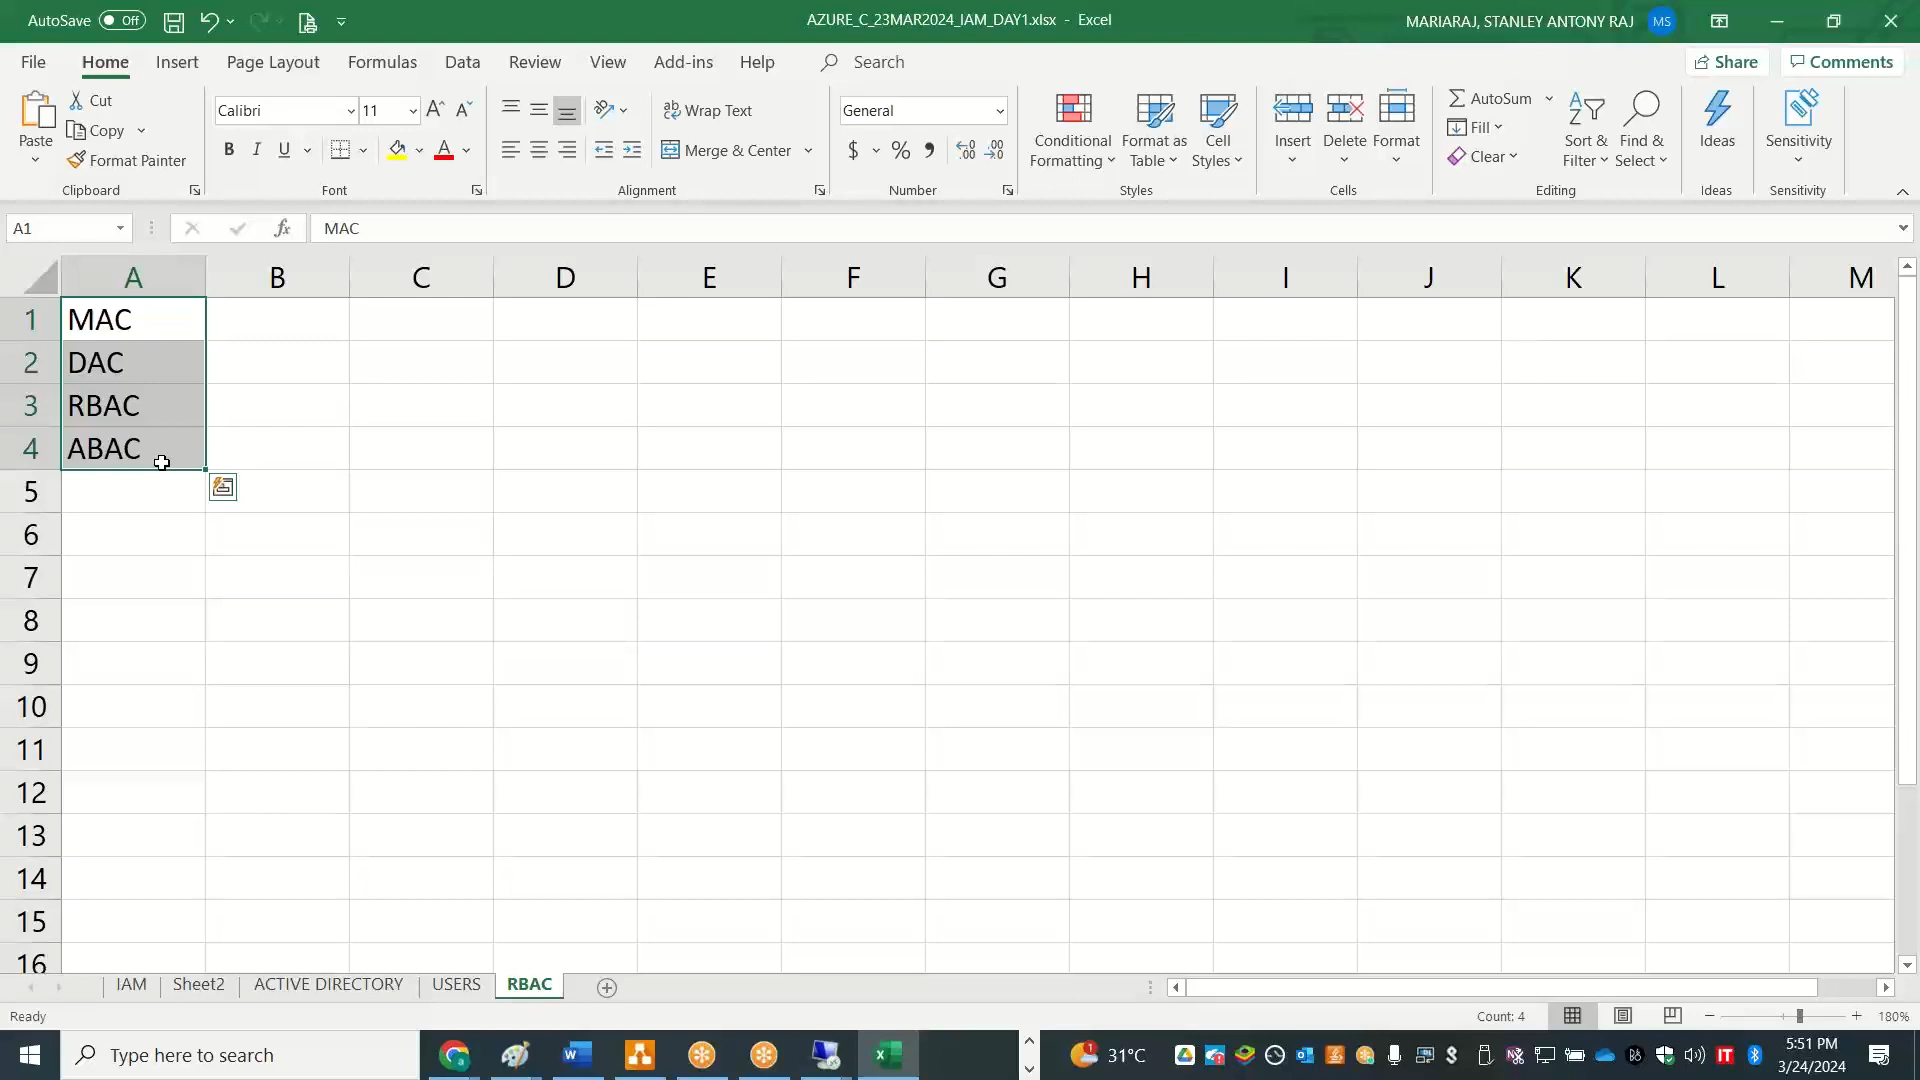 AutoSave Off
AZURE_C_23MAR2024_IAM_DAY1.xlsx - Excel
MARIARAJ, STANLEY ANTONY RAJ MS
File Home Insert Page Layout Formulas Data Review View Add-ins Help Search
Share Comments
Paste
Cut
Copy
Format Painter
Clipboard
Calibri 11
B I U
Font
Wrap Text
Merge & Center
Alignment
General
$ % 9
Number
Conditional Formatting
Format as Table
Cell Styles
Styles
Insert Delete Format
Cells
AutoSum
Fill
Clear
Sort & Filter
Find & Select
Editing
Ideas
Ideas
Sensitivity
Sensitivity
A1 fx MAC
A B C D E F G H I J K L M
1 MAC
2 DAC
3 RBAC
4 ABAC
5
6
7
8
9
10
11
12
13
14
15
16
IAM Sheet2 ACTIVE DIRECTORY USERS RBAC
Ready Count: 4 180%
Type here to search
31°C
5:51 PM
3/24/2024